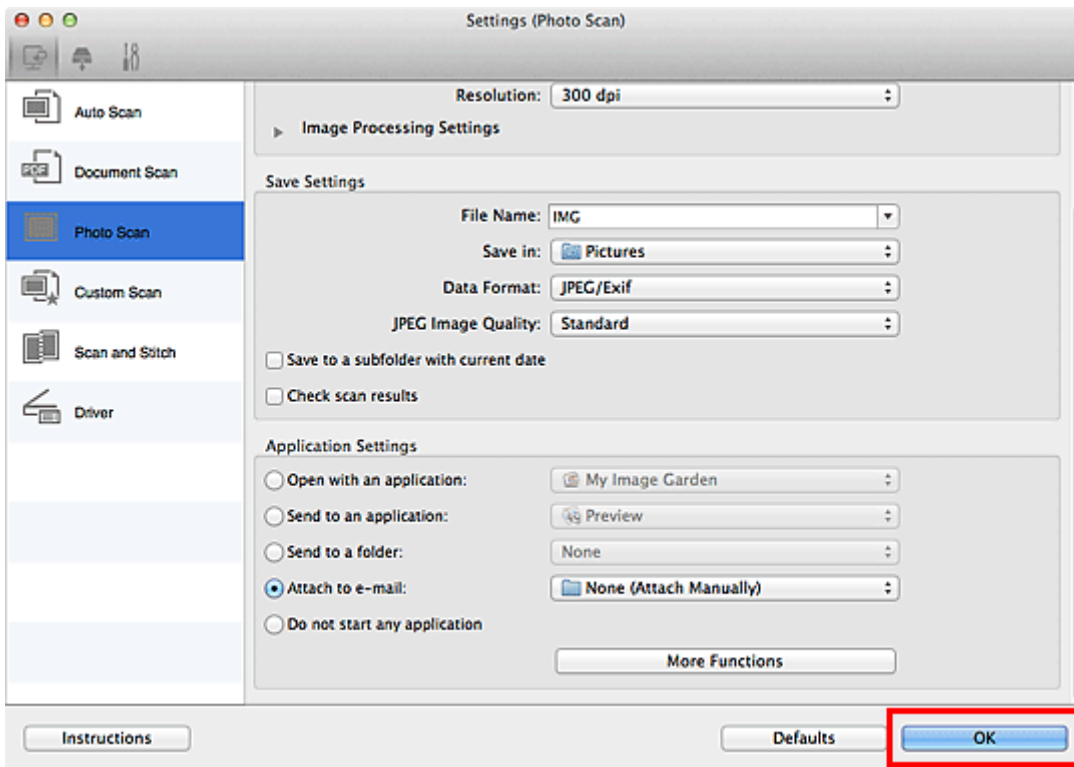 Settings (Photo Scan)
Auto Scan
Document Scan
Photo Scan
Custom Scan
Scan and Stitch
Driver
Resolution: 300 dpi
Image Processing Settings
Save Settings
File Name: IMG
Save in: Pictures
Data Format: JPEG/Exif
JPEG Image Quality: Standard
Save to a subfolder with current date
Check scan results
Application Settings
Open with an application: My Image Garden
Send to an application: Preview
Send to a folder: None
Attach to e-mail: None (Attach Manually)
Do not start any application
More Functions
Instructions Defaults OK